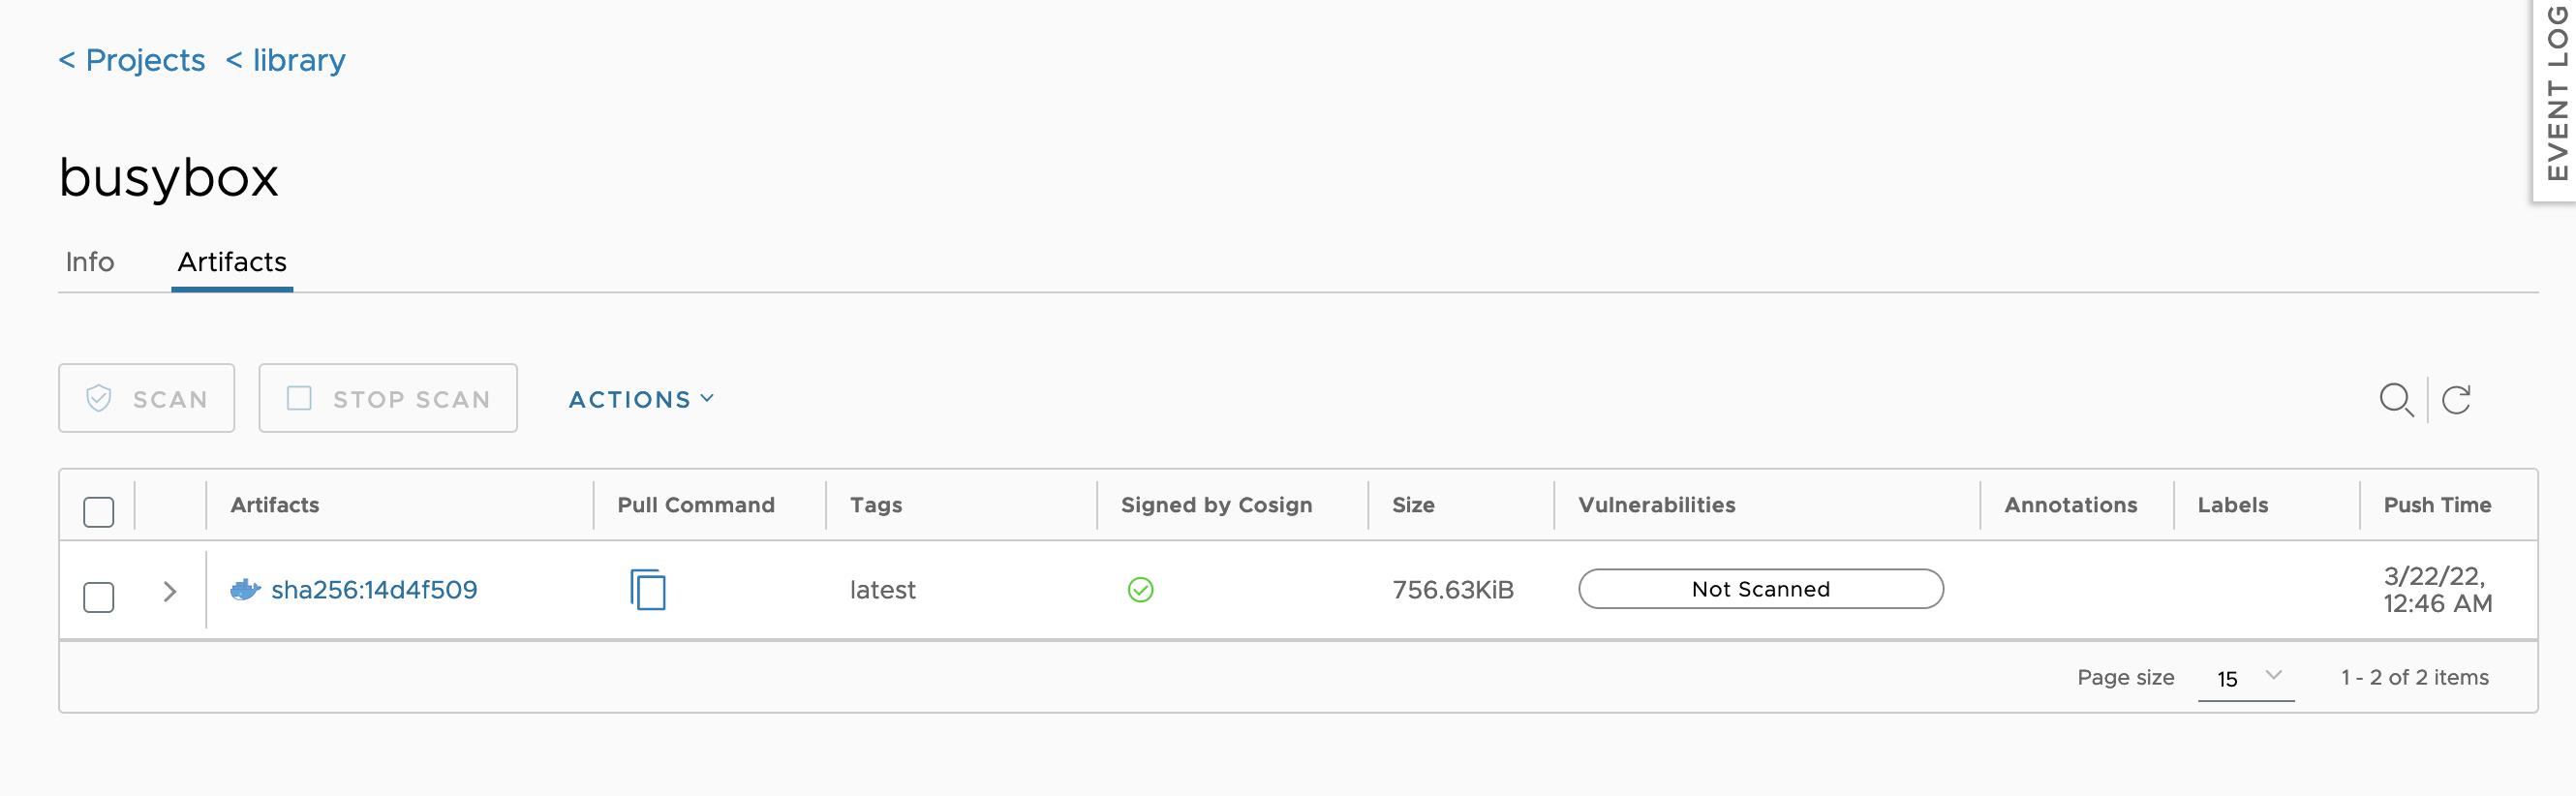 < Projects < library
EVENT LOG
busybox
Info Artifacts
SCAN STOP SCAN ACTIONS
Artifacts Pull Command Tags Signed by Cosign Size Vulnerabilities Annotations Labels Push Time
sha256:14d4f509 latest 756.63KiB Not Scanned 3/22/22,
12:46 AM
Page size 15 1 - 2 of 2 items